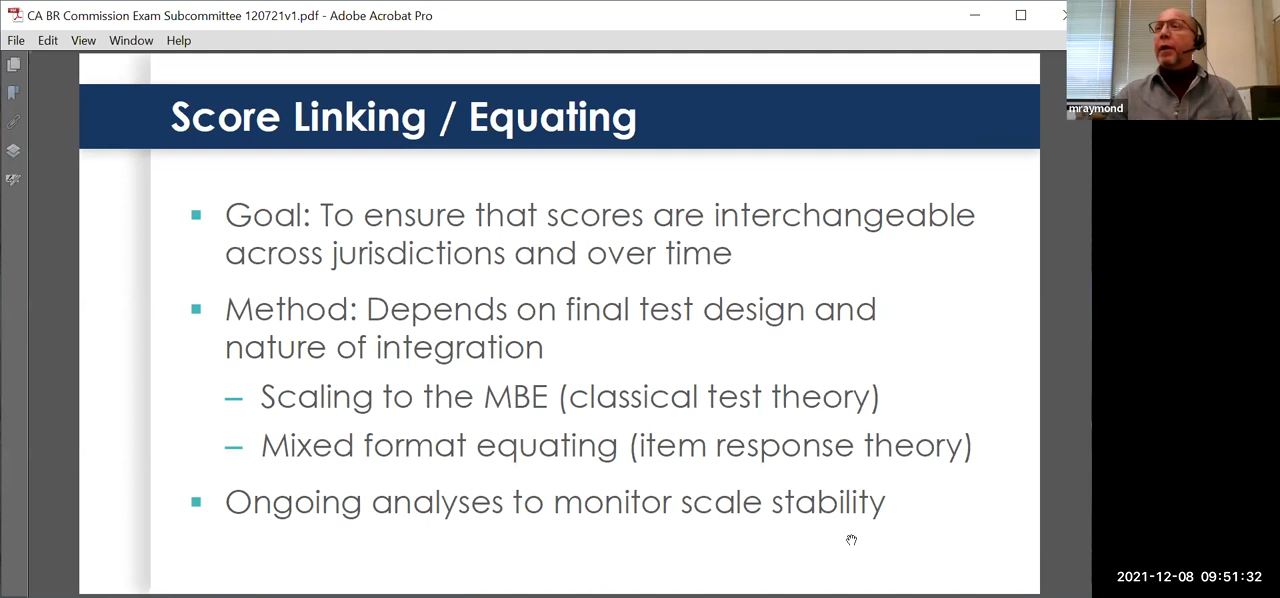 CA BR Commission Exam Subcommittee 120721v1.pdf - Adobe Acrobat Pro
File Edit View Window Help
mraymond
Score Linking / Equating
▪ Goal: To ensure that scores are interchangeable
across jurisdictions and over time
▪ Method: Depends on final test design and
nature of integration
– Scaling to the MBE (classical test theory)
– Mixed format equating (item response theory)
▪ Ongoing analyses to monitor scale stability
2021-12-08 09:51:32